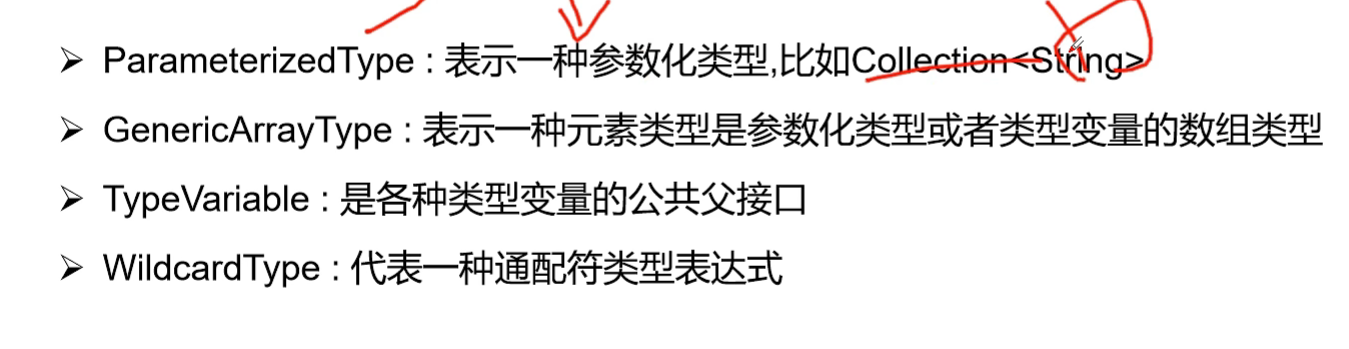 ➢ ParameterizedType : 表示一种参数化类型,比如Collection<String>
➢ GenericArrayType : 表示一种元素类型是参数化类型或者类型变量的数组类型
➢ TypeVariable : 是各种类型变量的公共父接口
➢ WildcardType : 代表一种通配符类型表达式